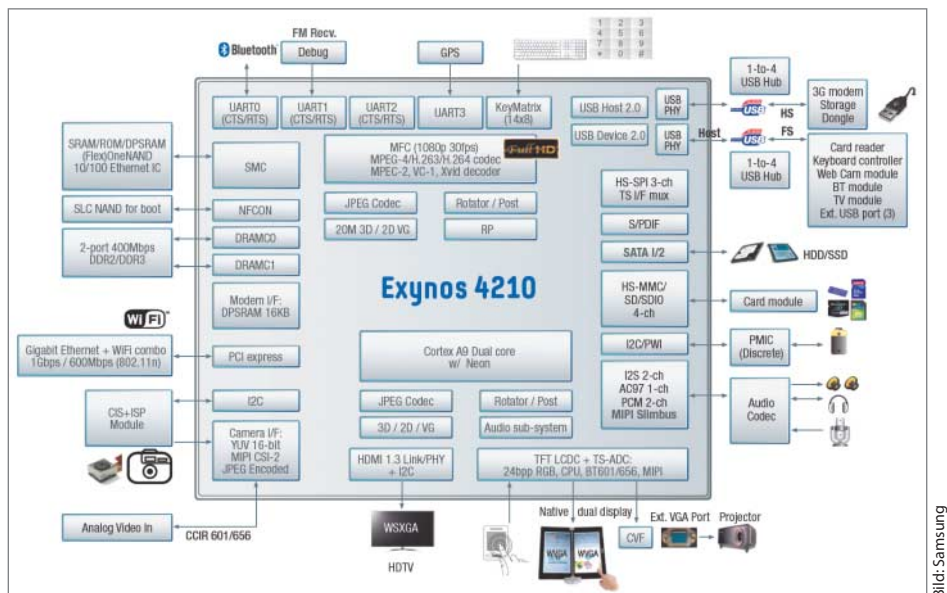 FM Recv.
Bluetooth
Debug
GPS
1 2 3
4 5 6
7 8 9
* 0 #
UART0
(CTS/RTS)
UART1
(CTS/RTS)
UART2
(CTS/RTS)
UART3
KeyMatrix
(14x8)
USB Host 2.0
USB
PHY
USB Device 2.0
USB
PHY
Host
1-to-4
USB Hub
USB
HS
3G modem
Storage
Dongle
USB
FS
1-to-4
USB Hub
Card reader
Keyboard controller
Web Cam module
BT module
TV module
Ext. USB port (3)
SRAM/ROM/DPSRAM
(Flex)OneNAND
10/100 Ethernet IC
SMC
MFC (1080p 30fps)
MPEG-4/H.263/H.264 codec
MPEC-2, VC-1, Xvid decoder
Full HD
HS-SPI 3-ch
TS I/F mux
SLC NAND for boot
NFCON
JPEG Codec
Rotator / Post
S/PDIF
2-port 400Mbps
DDR2/DDR3
DRAMC0
20M 3D / 2D VG
RP
SATA I/2
HDD/SSD
DRAMC1
Exynos 4210
Modem I/F:
DPSRAM 16KB
HS-MMC/
SD/SDIO
4-ch
Card module
Wi Fi
Gigabit Ethernet + WiFi combo
1Gbps / 600Mbps (802.11n)
PCI express
Cortex A9 Dual core
w/ Neon
I2C/PWI
PMIC
(Discrete)
CIS+ISP
Module
I2C
JPEG Codec
Rotator / Post
I2S 2-ch
AC97 1-ch
PCM 2-ch
MIPI Slimbus
Audio
Codec
Camera I/F:
YUV 16-bit
MIPI CSI-2
JPEG Encoded
3D / 2D / VG
Audio sub-system
HDMI 1.3 Link/PHY
+ I2C
TFT LCDC + TS-ADC:
24bpp RGB, CPU, BT601/656, MIPI
Analog Video In
CCIR 601/656
WSXGA
HDTV
Native dual display
WVGA
WVGA
CVF
Ext. VGA Port
Projector
Bild: Samsung